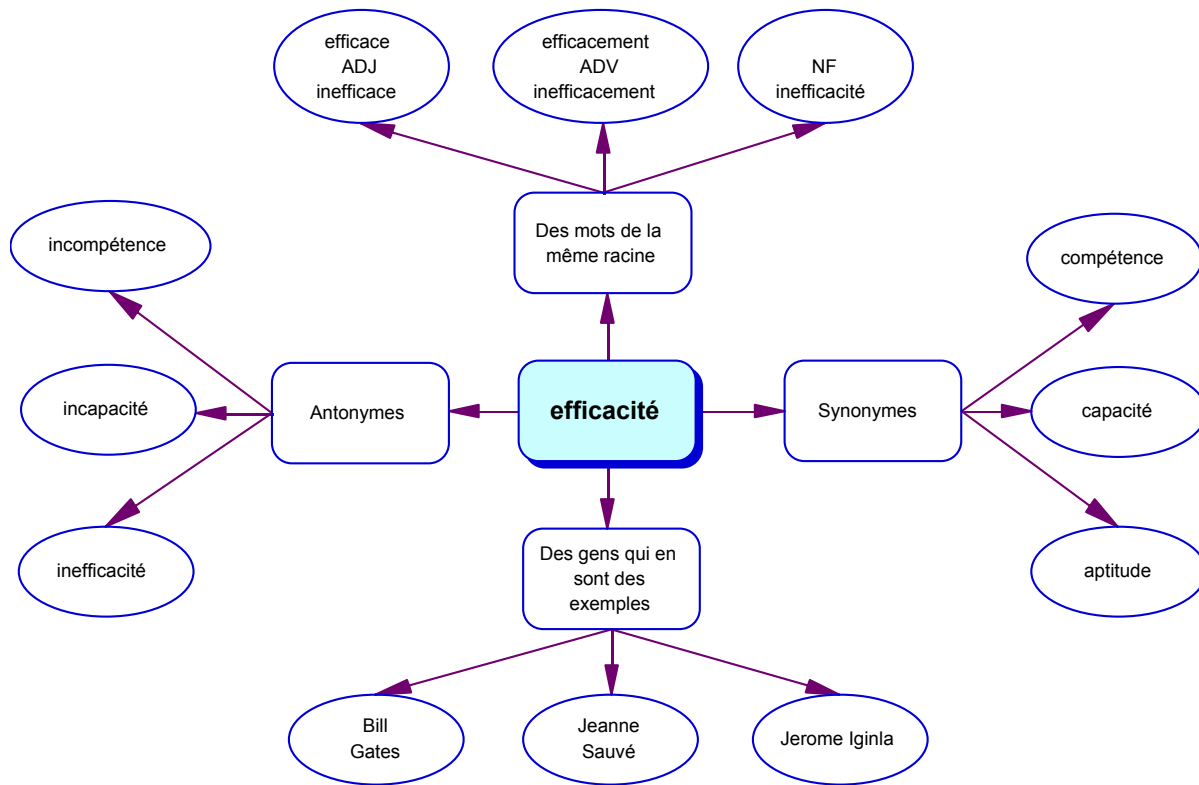 efficace
ADJ
inefficace
efficacement
ADV
inefficacement
NF
inefficacité
Des mots de la
même racine
incompétence
compétence
incapacité
Antonymes
efficacité
Synonymes
capacité
inefficacité
Des gens qui en
sont des
exemples
aptitude
Bill
Gates
Jeanne
Sauvé
Jerome Iginla